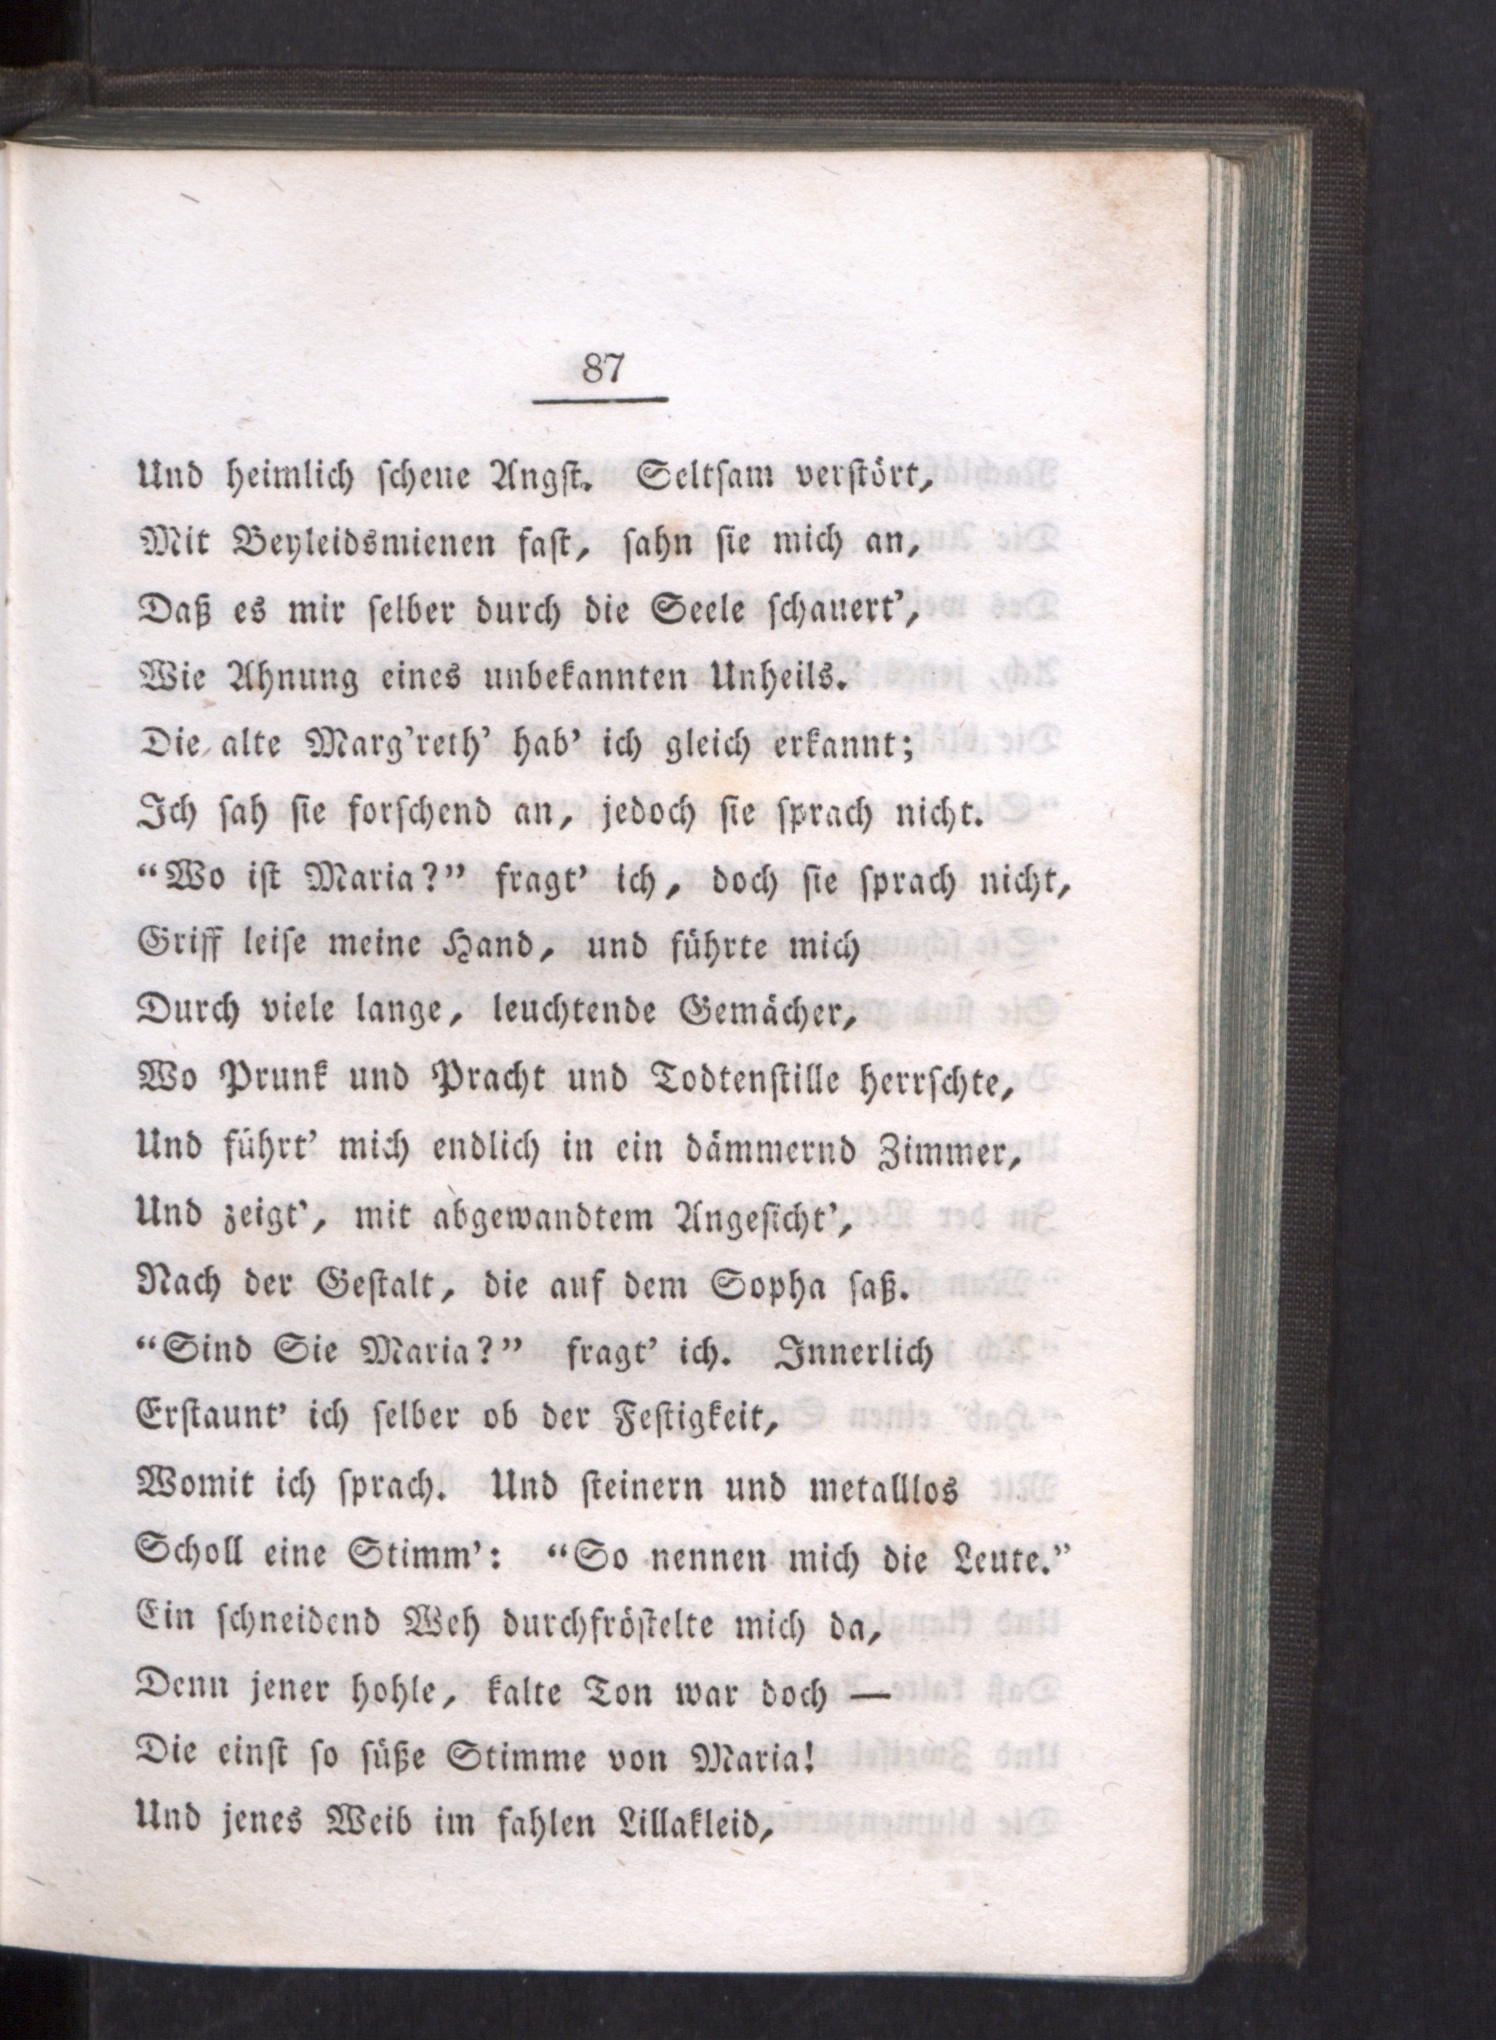 87
Und heimlich scheue Angst. Seltsam verstört,
Mit Beyleidsmienen fast, sahn sie mich an,
Daß es mir selber durch die Seele schauert’,
Wie Ahnung eines unbekannten Unheils.
Die alte Marg’reth’ hab’ ich gleich erkannt;
Ich sah sie forschend an, jedoch sie sprach nicht.
“Wo ist Maria?” fragt’ ich, doch sie sprach nicht,
Griff leise meine Hand, und führte mich
Durch viele lange, leuchtende Gemächer,
Wo Prunk und Pracht und Todtenstille herrschte,
Und führt’ mich endlich in ein dämmernd Zimmer,
Und zeigt’, mit abgewandtem Angesicht’,
Nach der Gestalt, die auf dem Sopha saß.
“Sind Sie Maria?” fragt’ ich. Innerlich
Erstaunt’ ich selber ob der Festigkeit,
Womit ich sprach. Und steinern und metalllos
Scholl eine Stimm’: “So nennen mich die Leute.”
Ein schneidend Weh durchfröstelte mich da,
Denn jener hohle, kalte Ton war doch —
Die einst so süße Stimme von Maria!
Und jenes Weib im fahlen Lillakleid,